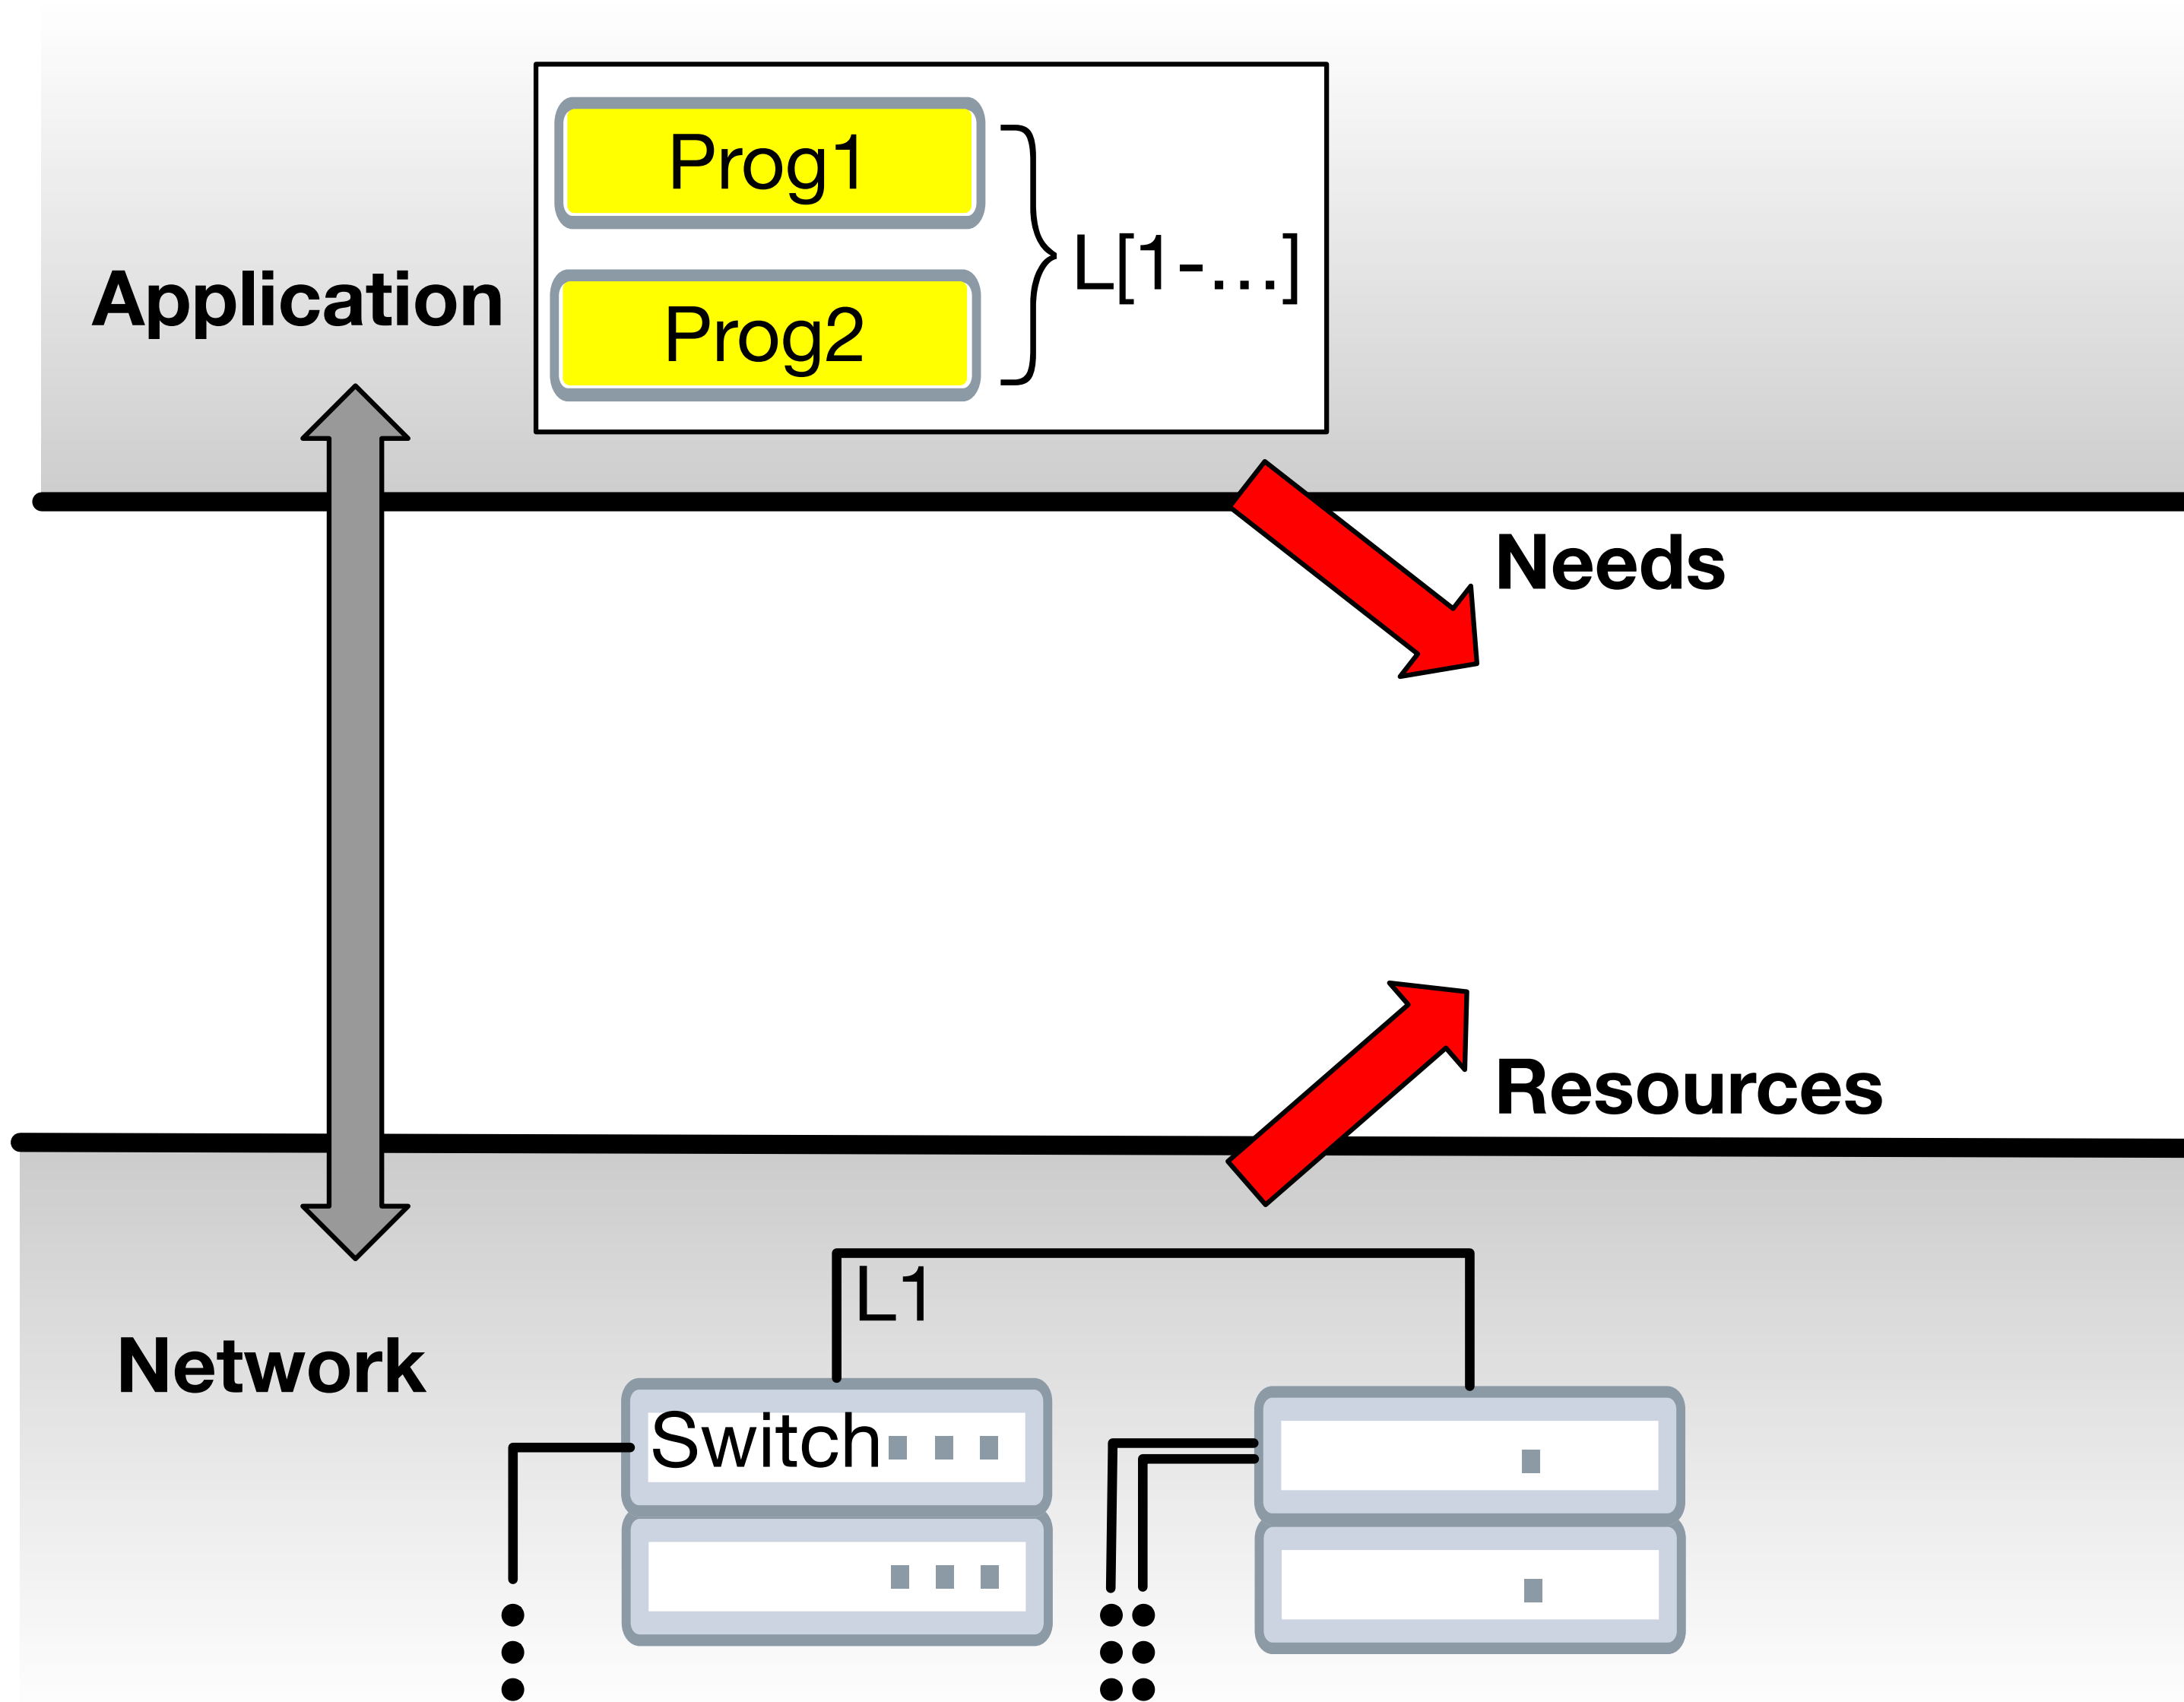 Prog1
L[1-...]
Application
Prog2
Needs
Resources
L1
Network
Switch